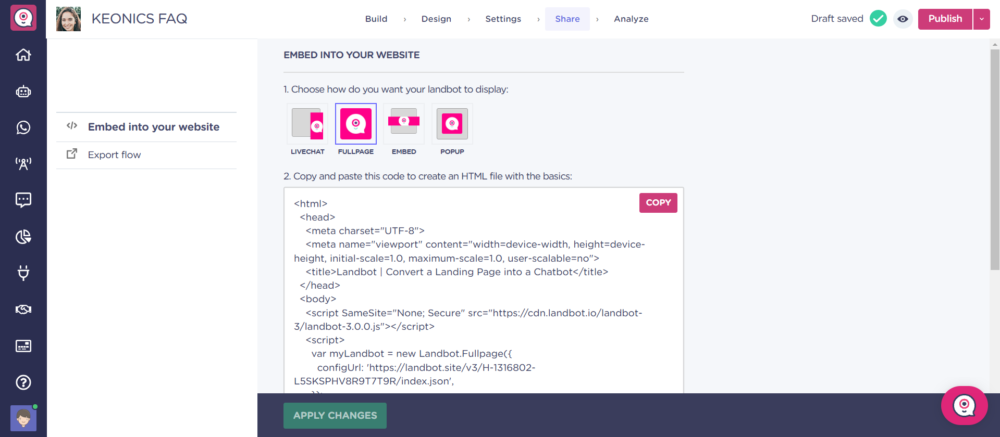 KEONICS FAQ
Build › Design › Settings › Share › Analyze
Draft saved
Publish
Embed into your website
Export flow
EMBED INTO YOUR WEBSITE
1. Choose how do you want your landbot to display:
LIVECHAT FULLPAGE EMBED POPUP
2. Copy and paste this code to create an HTML file with the basics:
COPY
<html>
<head>
<meta charset="UTF-8">
<meta name="viewport" content="width=device-width, height=device-
height, initial-scale=1.0, maximum-scale=1.0, user-scalable=no">
<title>Landbot | Convert a Landing Page into a Chatbot</title>
</head>
<body>
<script SameSite="None; Secure" src="https://cdn.landbot.io/landbot-
3/landbot-3.0.0.js"></script>
<script>
var myLandbot = new Landbot.Fullpage({
configUrl: 'https://landbot.site/v3/H-1316802-
L5SKSPHV8R9T7T9R/index.json',
APPLY CHANGES